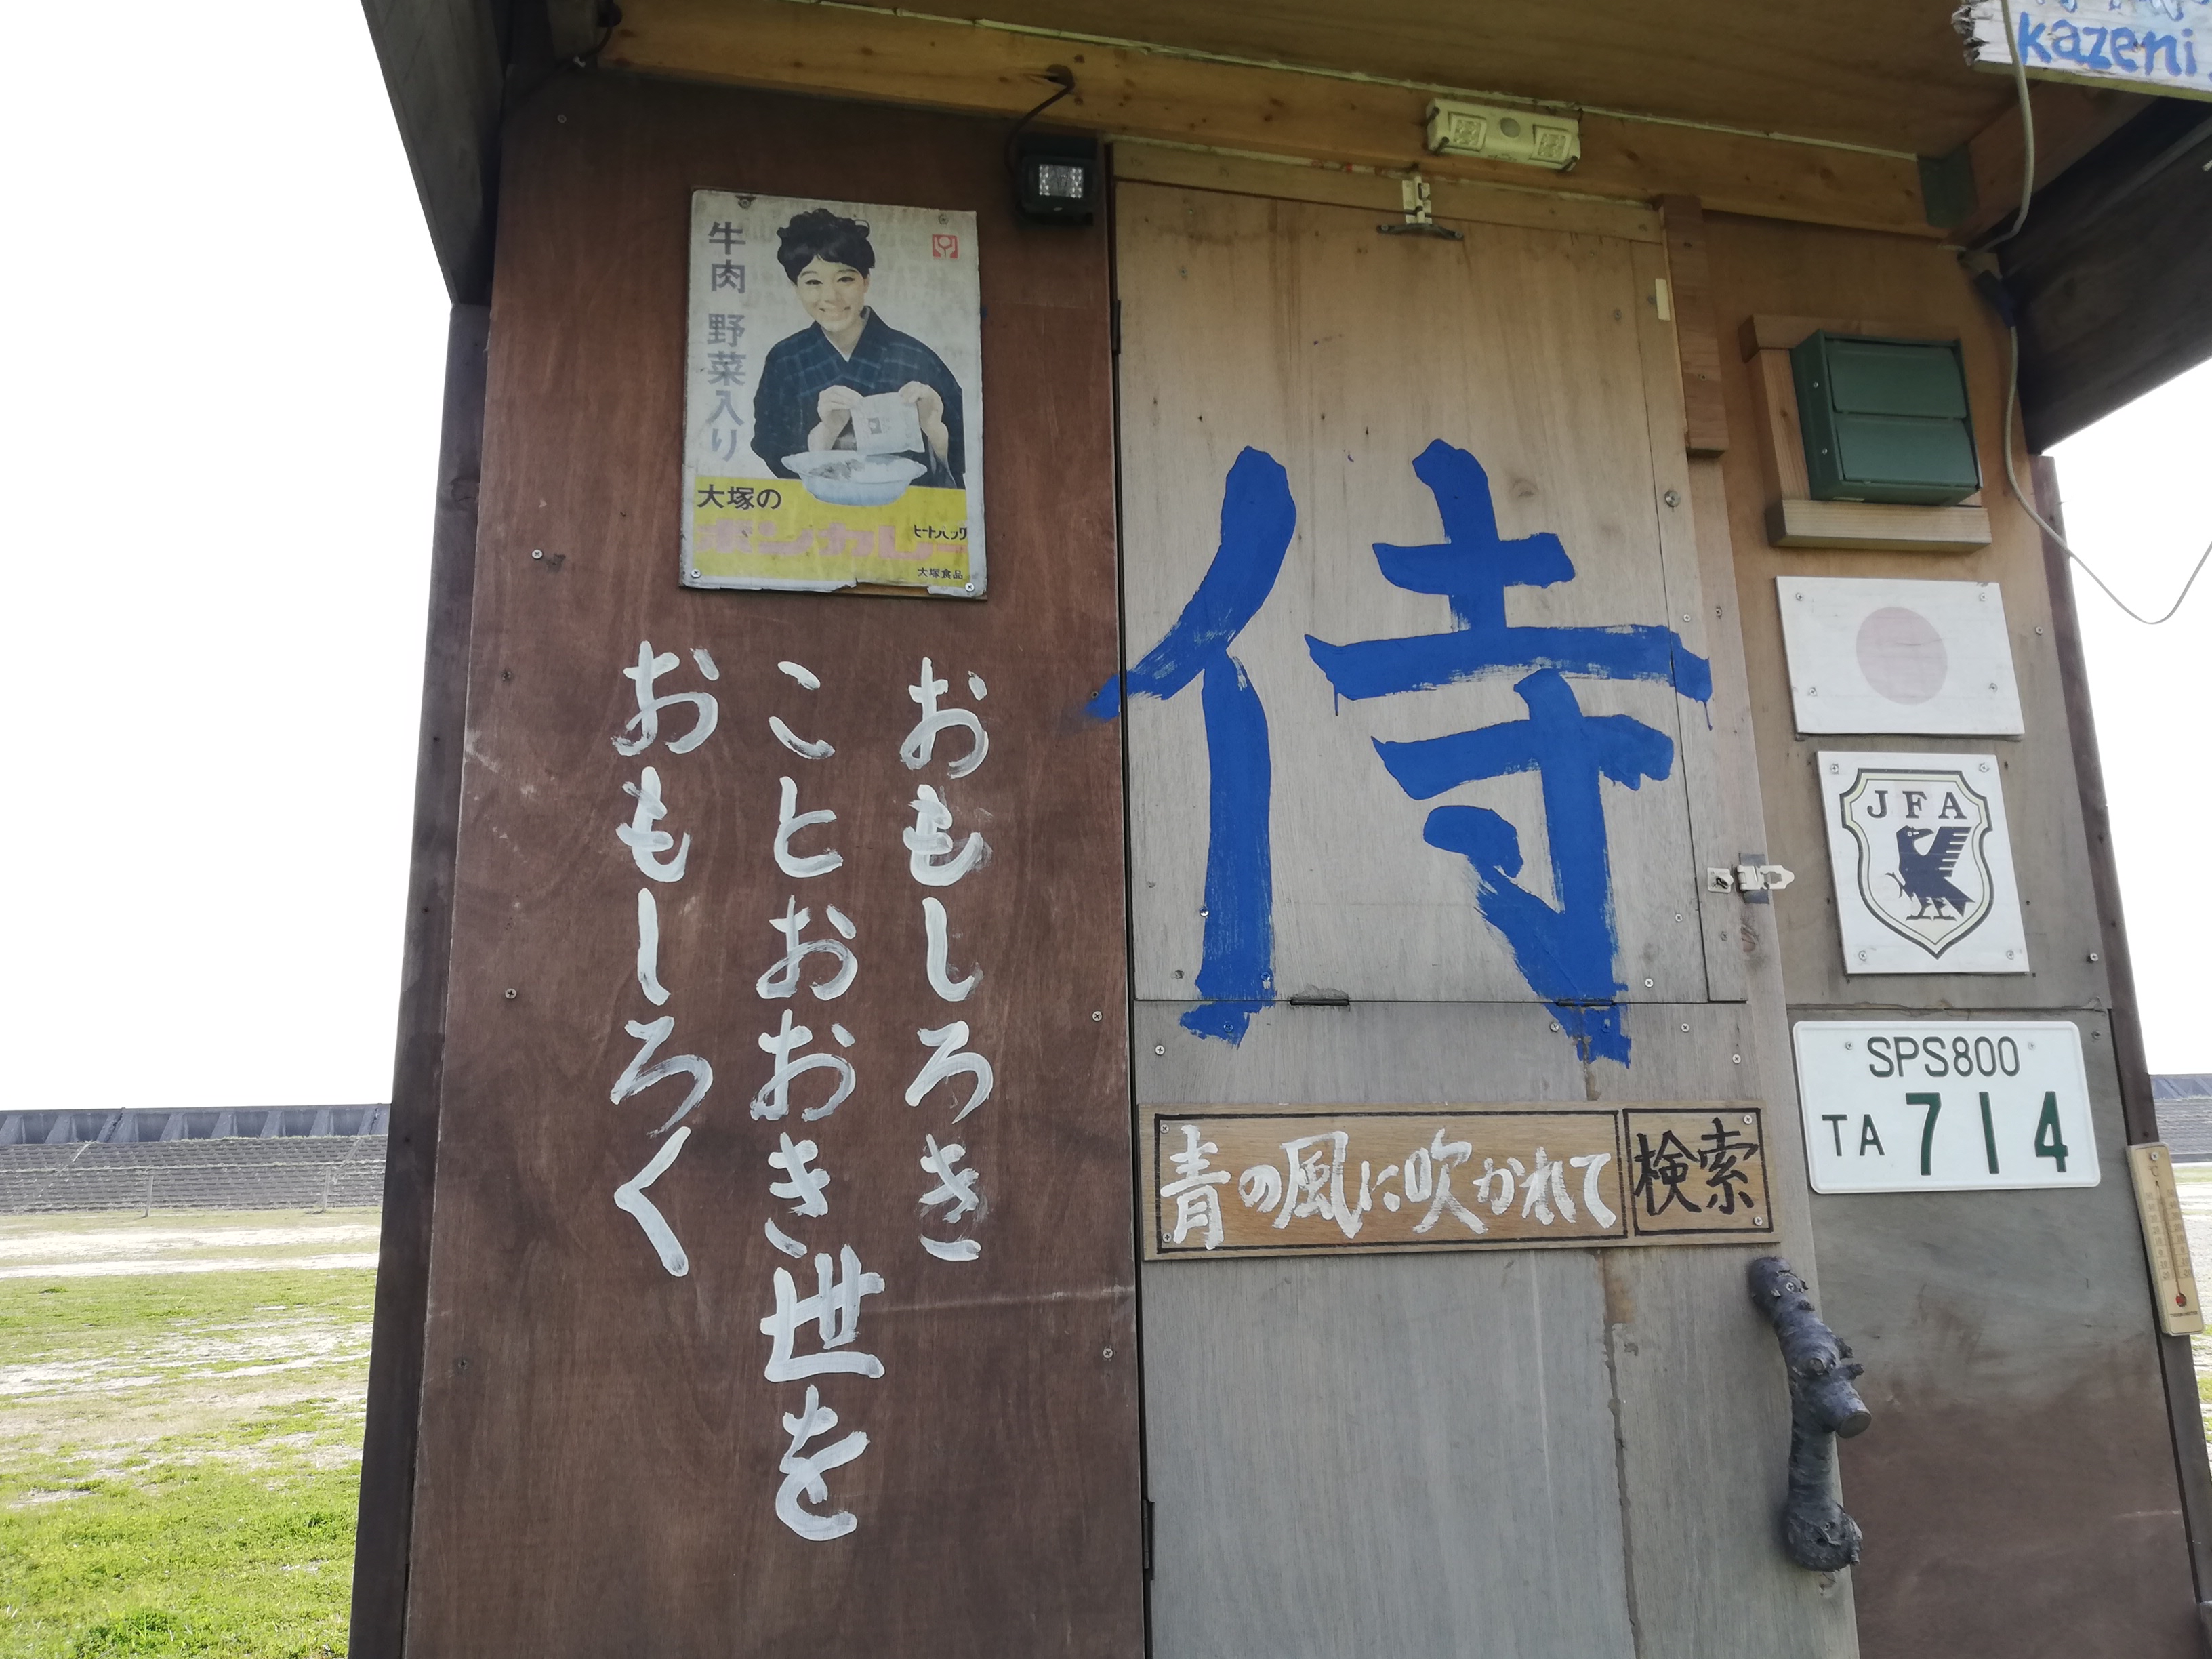 kazeni
牛肉 野菜入り
大塚の
ボンカレー
ヒートパック
大塚食品
おもしろき
ことおおき世を
おもしろく
侍
青の風に吹かれて 検索
JFA
SPS800
TA 714